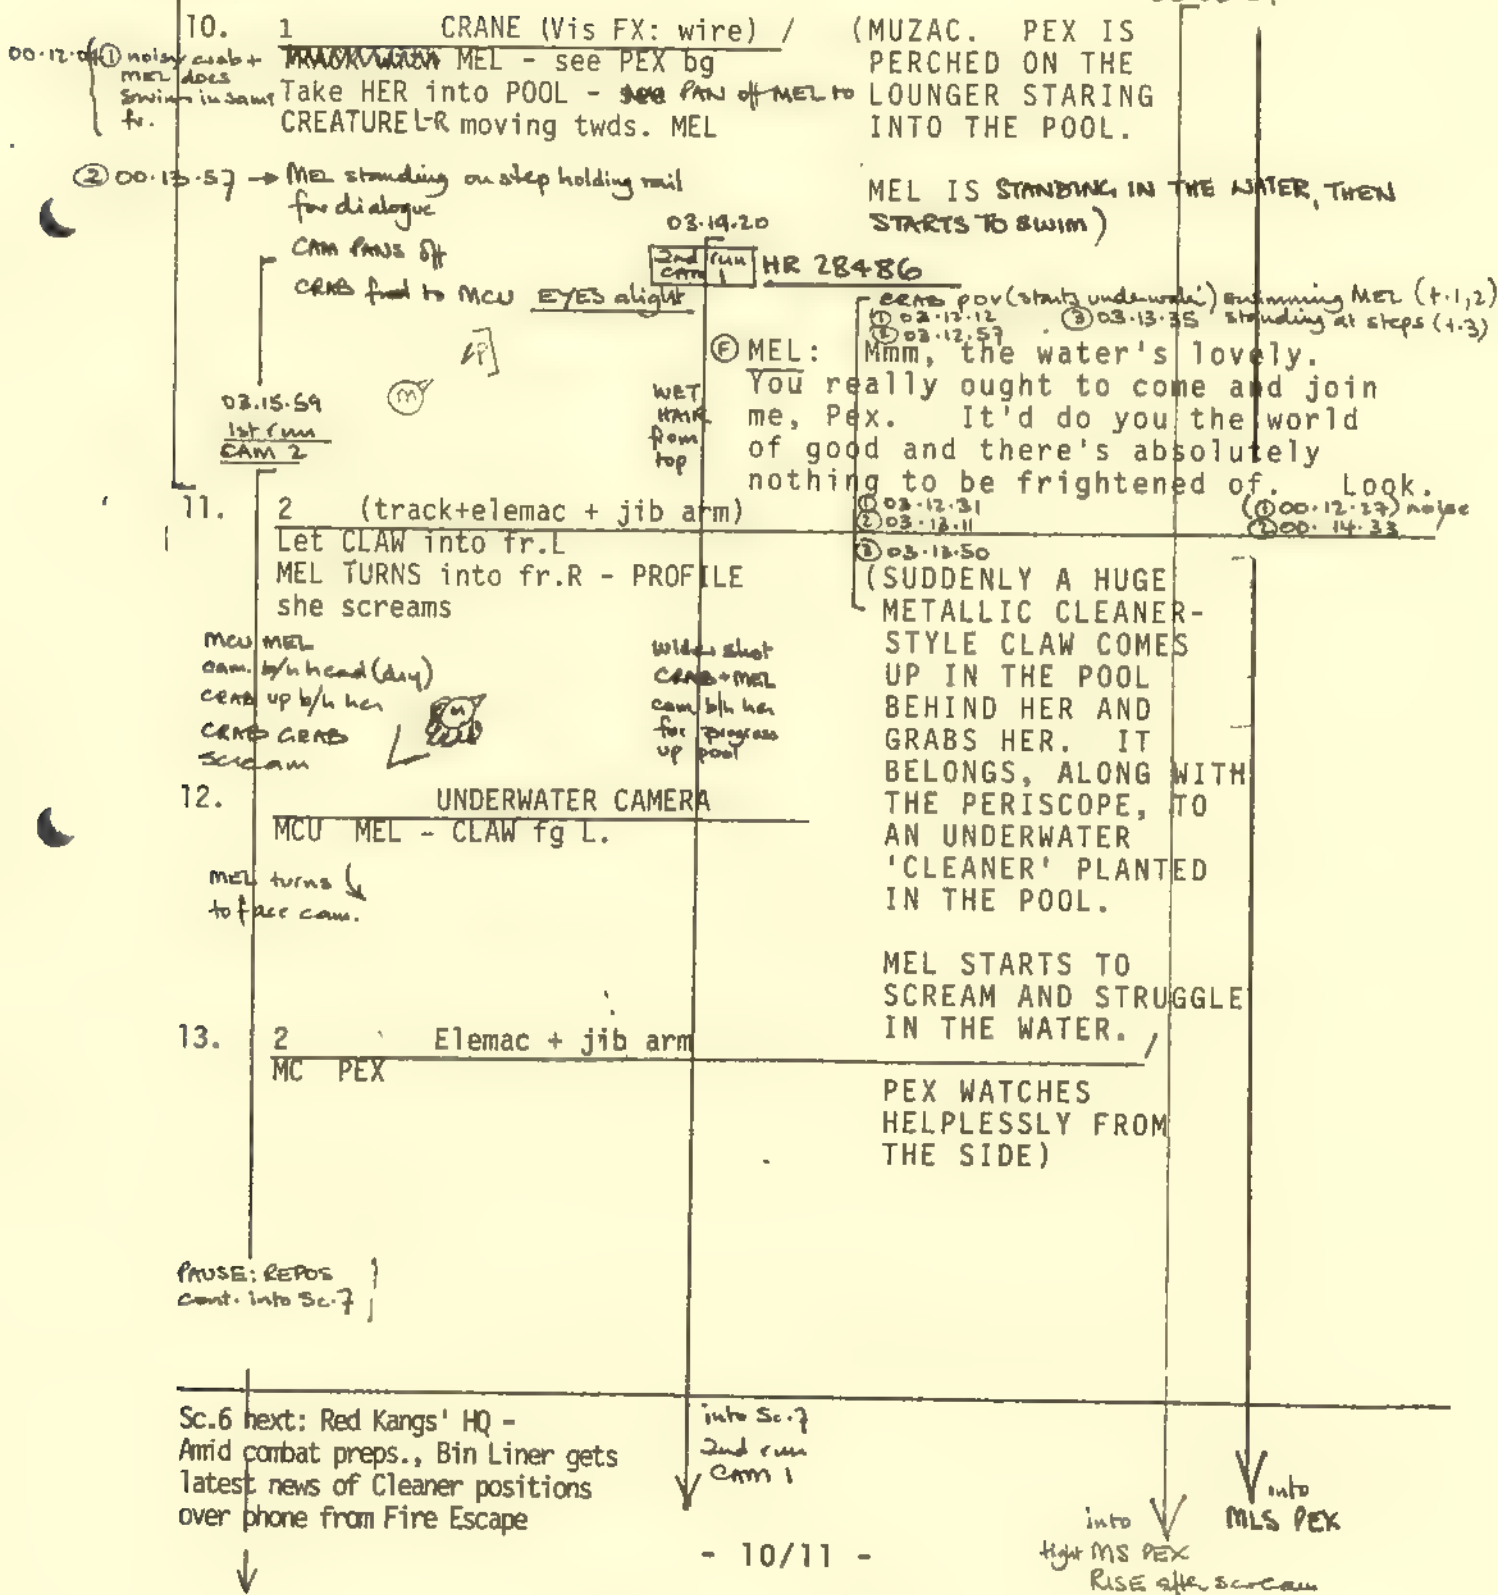 10. 1 CRANE (Vis FX: wire) / (MUZAC. PEX IS
00·12·04 ① noisy crab + MEL - see PEX bg PERCHED ON THE
MEL does
swim in same Take HER into POOL - PAN off MEL to LOUNGER STARING
fr. CREATURE L-R moving twds. MEL INTO THE POOL.
② 00·13·57 → MEL standing on step holding rail MEL IS STANDING IN THE WATER, THEN
for dialogue STARTS TO SWIM)
03·19·20
CAM PANS off 2nd run HR 28486
CAM 1
CRAB fwd to MCU EYES alight
CRAB pov (starts underwater) swimming MEL (t.1,2)
① 03·12·12 ③ 03·13·35 standing at steps (t.3)
② 03·12·57
Ⓕ MEL: Mmm, the water's lovely.
You really ought to come and join
03·15·59 WET me, Pex. It'd do you the world
1st run HAIR of good and there's absolutely
CAM 2 from
top nothing to be frightened of. Look.
11. 2 (track+elemac + jib arm) ① 03·12·31 (① 00·12·27) noise
② 03·13·11 ② 00·14·33
Let CLAW into fr.L ③ 03·13·50
MEL TURNS into fr.R - PROFILE (SUDDENLY A HUGE
she screams METALLIC CLEANER-
MCU MEL wider shot STYLE CLAW COMES
cam. b/h head (dry) CRAB + MEL UP IN THE POOL
CRAB up b/h her cam b/h her BEHIND HER AND
CRAB GRAB for progress GRABS HER. IT
scream up pool BELONGS, ALONG WITH
12. UNDERWATER CAMERA THE PERISCOPE, TO
MCU MEL - CLAW fg L. AN UNDERWATER
MEL turns 'CLEANER' PLANTED
to face cam. IN THE POOL.
MEL STARTS TO
SCREAM AND STRUGGLE
13. 2 Elemac + jib arm IN THE WATER. /
MC PEX
PEX WATCHES
HELPLESSLY FROM
THE SIDE)
PAUSE: REPOS
cont. into Sc.7
Sc.6 next: Red Kangs' HQ - into Sc.7
Amid combat preps., Bin Liner gets 2nd run
latest news of Cleaner positions CAM 1
over phone from Fire Escape
into MLS PEX
- 10/11 -
into tight MS PEX
RISE after scream